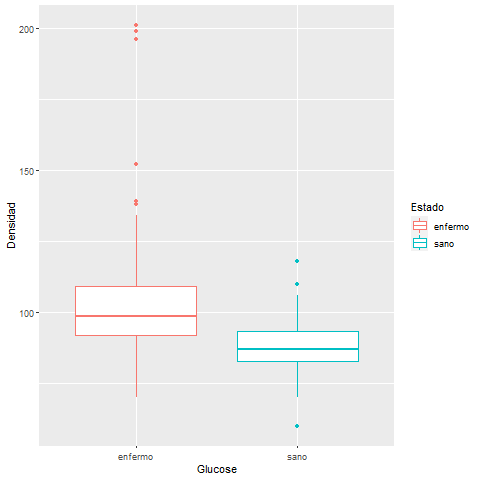 200
150
100
Densidad
enfermo sano
Glucose
Estado
enfermo
sano